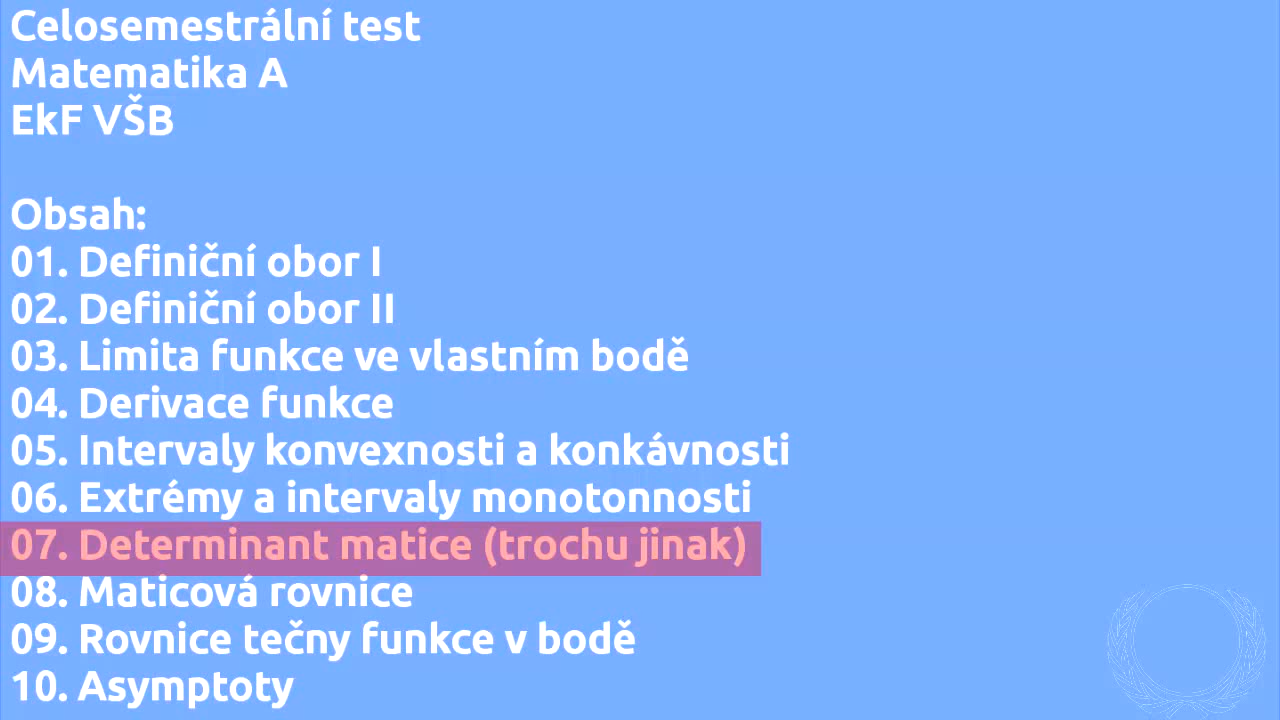 Celosemestrální test
Matematika A
EkF VŠB
Obsah:
01. Definiční obor I
02. Definiční obor II
03. Limita funkce ve vlastním bodě
04. Derivace funkce
05. Intervaly konvexnosti a konkávnosti
06. Extrémy a intervaly monotonnosti
07. Determinant matice (trochu jinak)
08. Maticová rovnice
09. Rovnice tečny funkce v bodě
10. Asymptoty